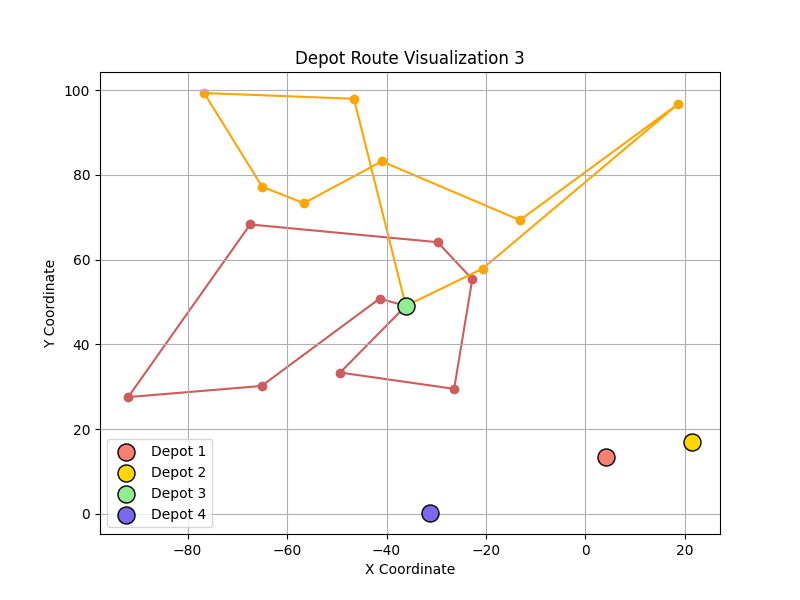 Depot Route Visualization 3
100
80
60
40
20
0
Y Coordinate
Depot 1
Depot 2
Depot 3
Depot 4
−80
−60
−40
−20
0
20
X Coordinate